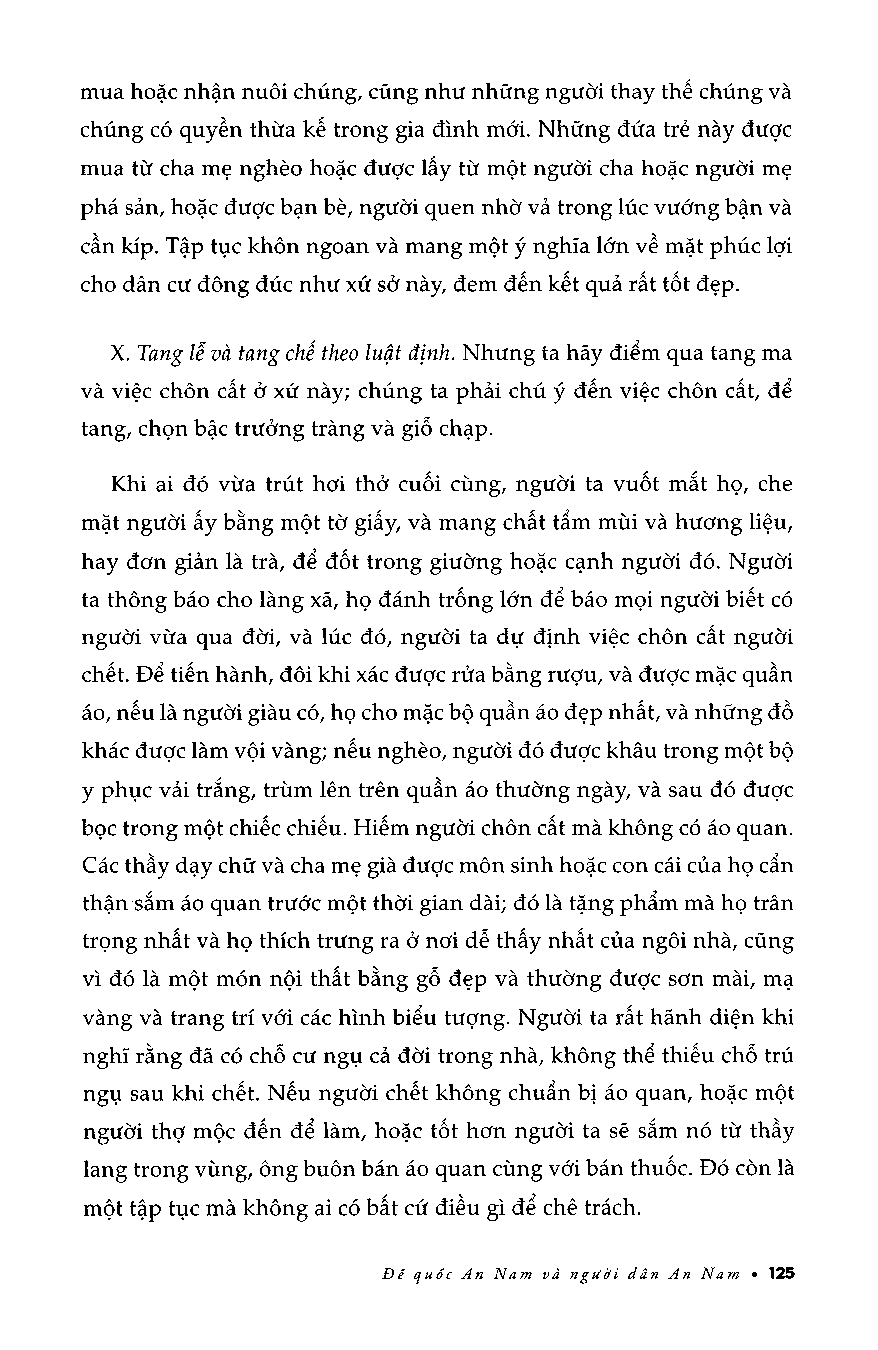 mua hoặc nhận nuôi chúng, cũng như những người thay thế chúng và
chúng có quyền thừa kế trong gia đình mới. Những đứa trẻ này được
mua từ cha mẹ nghèo hoặc được lấy từ một người cha hoặc người mẹ
phá sản, hoặc được bạn bè, người quen nhờ vả trong lúc vướng bận và
cần kíp. Tập tục khôn ngoan và mang một ý nghĩa lớn về mặt phúc lợi
cho dân cư đông đúc như xứ sở này, đem đến kết quả rất tốt đẹp.
X. Tang lễ và tang chế theo luật định. Nhưng ta hãy điểm qua tang ma
và việc chôn cất ở xứ này; chúng ta phải chú ý đến việc chôn cất, để
tang, chọn bậc trưởng tràng và giỗ chạp.
Khi ai đó vừa trút hơi thở cuối cùng, người ta vuốt mắt họ, che
mặt người ấy bằng một tờ giấy, và mang chất tẩm mùi và hương liệu,
hay đơn giản là trà, để đốt trong giường hoặc cạnh người đó. Người
ta thông báo cho làng xã, họ đánh trống lớn để báo mọi người biết có
người vừa qua đời, và lúc đó, người ta dự định việc chôn cất người
chết. Để tiến hành, đôi khi xác được rửa bằng rượu, và được mặc quần
áo, nếu là người giàu có, họ cho mặc bộ quần áo đẹp nhất, và những đồ
khác được làm vội vàng; nếu nghèo, người đó được khâu trong một bộ
y phục vải trắng, trùm lên trên quần áo thường ngày, và sau đó được
bọc trong một chiếc chiếu. Hiếm người chôn cất mà không có áo quan.
Các thầy dạy chữ và cha mẹ già được môn sinh hoặc con cái của họ cẩn
thận sắm áo quan trước một thời gian dài; đó là tặng phẩm mà họ trân
trọng nhất và họ thích trưng ra ở nơi dễ thấy nhất của ngôi nhà, cũng
vì đó là một món nội thất bằng gỗ đẹp và thường được sơn mài, mạ
vàng và trang trí với các hình biểu tượng. Người ta rất hãnh diện khi
nghĩ rằng đã có chỗ cư ngụ cả đời trong nhà, không thể thiếu chỗ trú
ngụ sau khi chết. Nếu người chết không chuẩn bị áo quan, hoặc một
người thợ mộc đến để làm, hoặc tốt hơn người ta sẽ sắm nó từ thầy
lang trong vùng, ông buôn bán áo quan cùng với bán thuốc. Đó còn là
một tập tục mà không ai có bất cứ điều gì để chê trách.
Đế quốc An Nam và người dân An Nam • 125